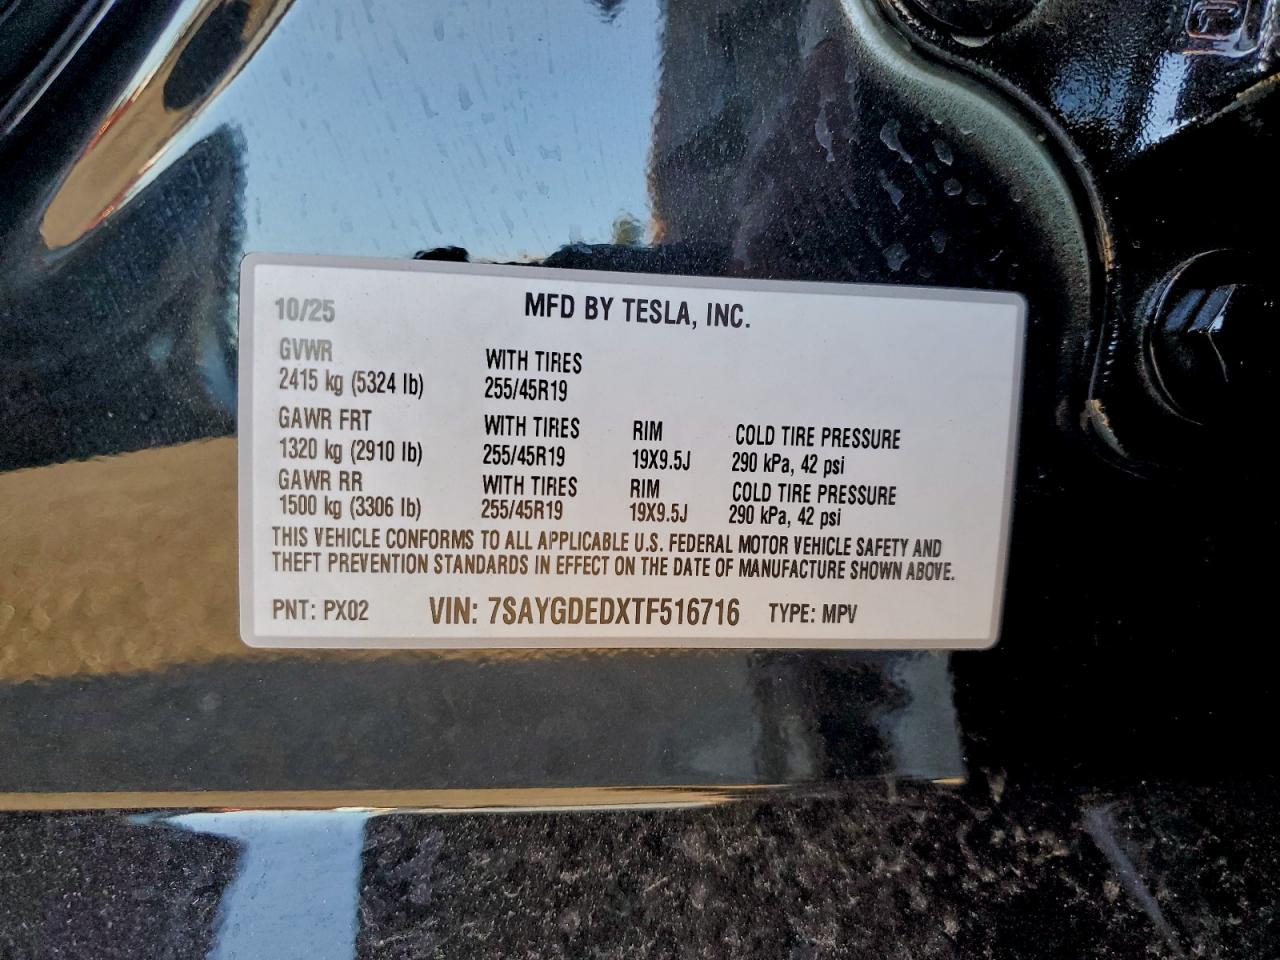 10/25 MFD BY TESLA, INC.
GVWR WITH TIRES
2415 kg (5324 lb) 255/45R19
GAWR FRT WITH TIRES RIM COLD TIRE PRESSURE
1320 kg (2910 lb) 255/45R19 19X9.5J 290 kPa, 42 psi
GAWR RR WITH TIRES RIM COLD TIRE PRESSURE
1500 kg (3306 lb) 255/45R19 19X9.5J 290 kPa, 42 psi
THIS VEHICLE CONFORMS TO ALL APPLICABLE U.S. FEDERAL MOTOR VEHICLE SAFETY AND
THEFT PREVENTION STANDARDS IN EFFECT ON THE DATE OF MANUFACTURE SHOWN ABOVE.
PNT: PX02 VIN: 7SAYGDEDXTF516716 TYPE: MPV